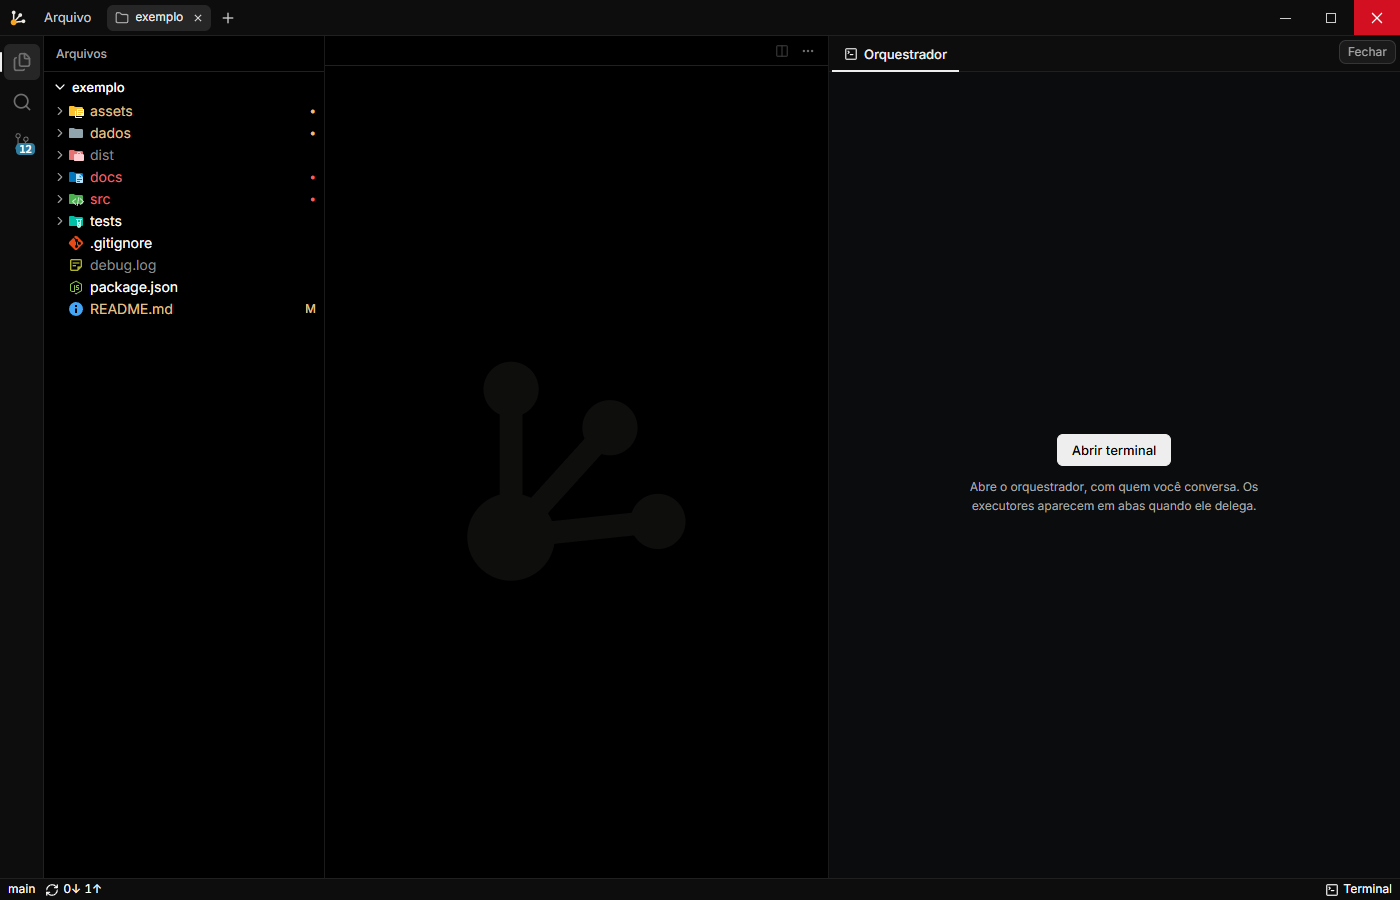 Arquivo
exemplo
Arquivos
exemplo
assets
dados
dist
docs
src
tests
.gitignore
debug.log
package.json
README.md M
12
Orquestrador
Fechar
Abrir terminal
Abre o orquestrador, com quem você conversa. Os
executores aparecem em abas quando ele delega.
main 0↓ 1↑
Terminal